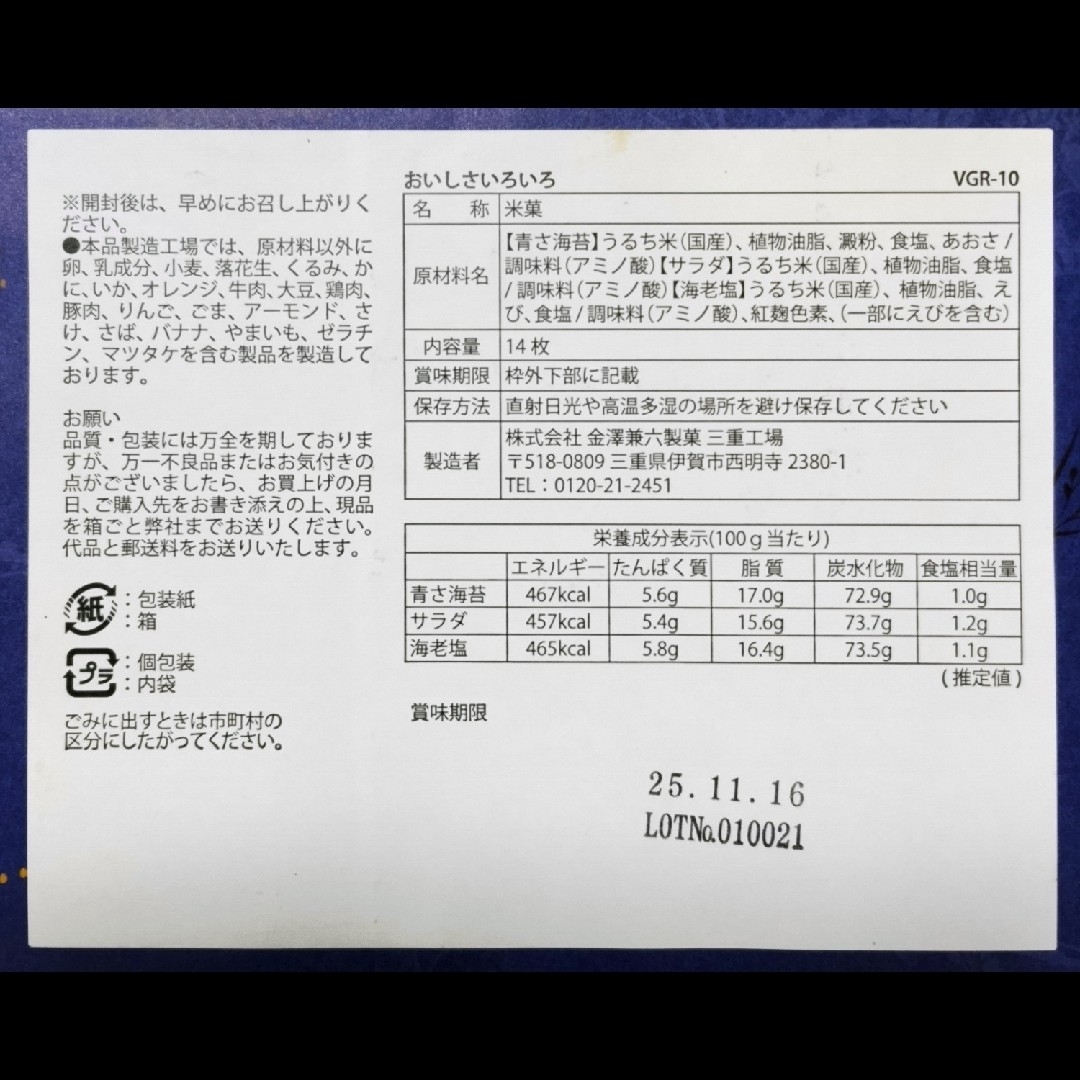 ※開封後は、早めにお召し上がりく
ださい。
●本品製造工場では、原材料以外に
卵、乳成分、小麦、落花生、くるみ、か
に、いか、オレンジ、牛肉、大豆、鶏肉、
豚肉、りんご、ごま、アーモンド、さ
け、さば、バナナ、やまいも、ゼラチ
ン、マツタケを含む製品を製造して
おります。
お願い
品質・包装には万全を期しておりま
すが、万一不良品またはお気付きの
点がございましたら、お買上げの月
日、ご購入先をお書き添えの上、現品
を箱ごと弊社までお送りください。
代品と郵送料をお送りいたします。
紙：包装紙
：箱
プラ：個包装
：内袋
ごみに出すときは市町村の
区分にしたがってください。
おいしさいろいろ VGR-10
名称 米菓
原材料名 【青さ海苔】うるち米（国産）、植物油脂、澱粉、食塩、あおさ /
調味料（アミノ酸）【サラダ】うるち米（国産）、植物油脂、食塩
/ 調味料（アミノ酸）【海老塩】うるち米（国産）、植物油脂、え
び、食塩 / 調味料（アミノ酸）、紅麹色素、（一部にえびを含む）
内容量 14 枚
賞味期限 枠外下部に記載
保存方法 直射日光や高温多湿の場所を避け保存してください
製造者 株式会社 金澤兼六製菓 三重工場
〒518-0809 三重県伊賀市西明寺 2380-1
TEL：0120-21-2451
栄養成分表示(100ｇ当たり)
エネルギー たんぱく質 脂質 炭水化物 食塩相当量
青さ海苔 467kcal 5.6g 17.0g 72.9g 1.0g
サラダ 457kcal 5.4g 15.6g 73.7g 1.2g
海老塩 465kcal 5.8g 16.4g 73.5g 1.1g
(推定値)
賞味期限
25.11.16
LOT№010021